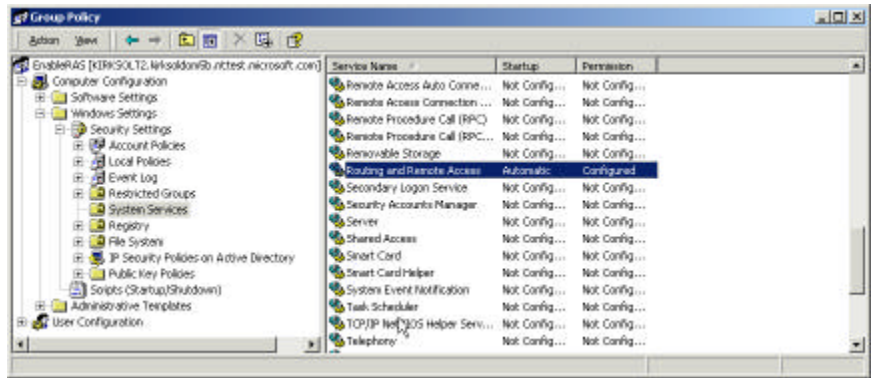 Group Policy
Action View
EnableRAS [KIRKSOLT2.kirksoldom9b.nttest.microsoft.com]
Computer Configuration
Software Settings
Windows Settings
Security Settings
Account Policies
Local Policies
Event Log
Restricted Groups
System Services
Registry
File System
IP Security Policies on Active Directory
Public Key Policies
Scripts (Startup/Shutdown)
Administrative Templates
User Configuration
Service Name Startup Permission
Remote Access Auto Conne... Not Config... Not Config...
Remote Access Connection ... Not Config... Not Config...
Remote Procedure Call (RPC) Not Config... Not Config...
Remote Procedure Call (RPC... Not Config... Not Config...
Removable Storage Not Config... Not Config...
Routing and Remote Access Automatic Configured
Secondary Logon Service Not Config... Not Config...
Security Accounts Manager Not Config... Not Config...
Server Not Config... Not Config...
Shared Access Not Config... Not Config...
Smart Card Not Config... Not Config...
Smart Card Helper Not Config... Not Config...
System Event Notification Not Config... Not Config...
Task Scheduler Not Config... Not Config...
TCP/IP NetBIOS Helper Serv... Not Config... Not Config...
Telephony Not Config... Not Config...